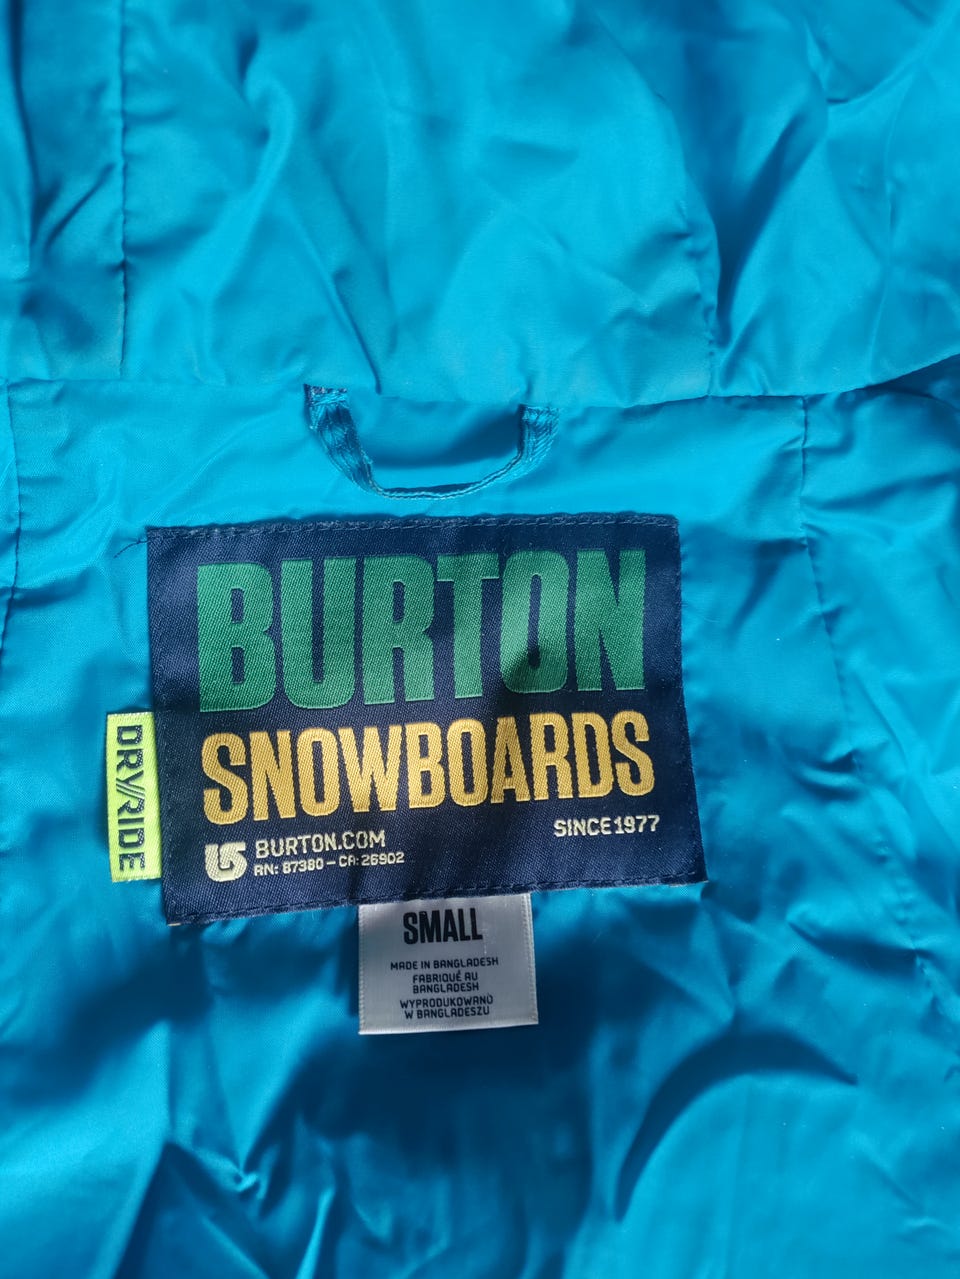 BURTON
SNOWBOARDS
SINCE 1977
BURTON.COM
RN: 87380 – CA: 26902
DRY//RIDE
SMALL
MADE IN BANGLADESH
FABRIQUÉ AU
BANGLADESH
WYPRODUKOWANO
W BANGLADESZU